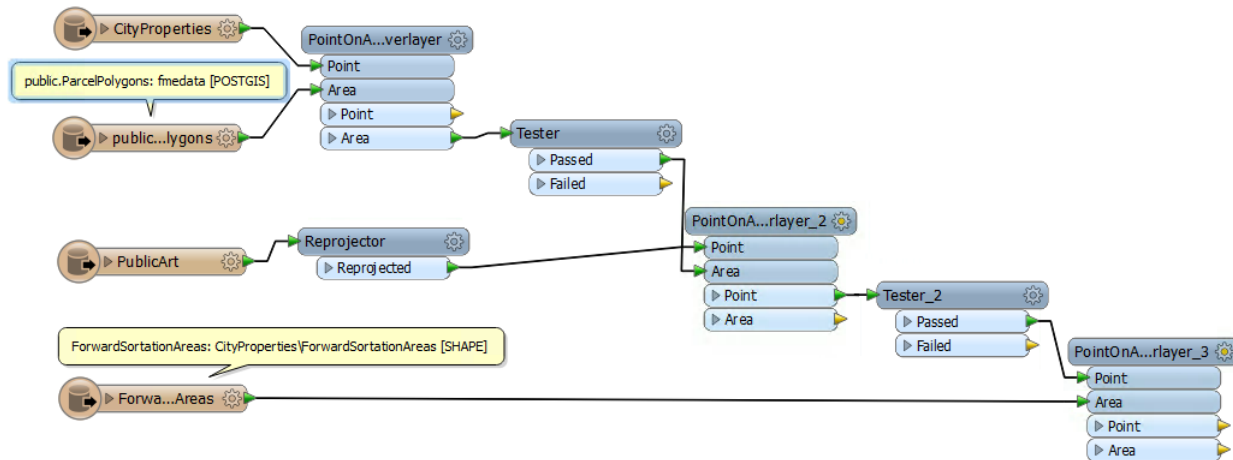 CityProperties
public.ParcelPolygons: fmedata [POSTGIS]
public...lygons
PointOnA...verlayer
Point
Area
Point
Area
Tester
Passed
Failed
PublicArt
Reprojector
Reprojected
PointOnA...rlayer_2
Point
Area
Point
Area
Tester_2
Passed
Failed
ForwardSortationAreas: CityProperties\ForwardSortationAreas [SHAPE]
Forwa...Areas
PointOnA...rlayer_3
Point
Area
Point
Area